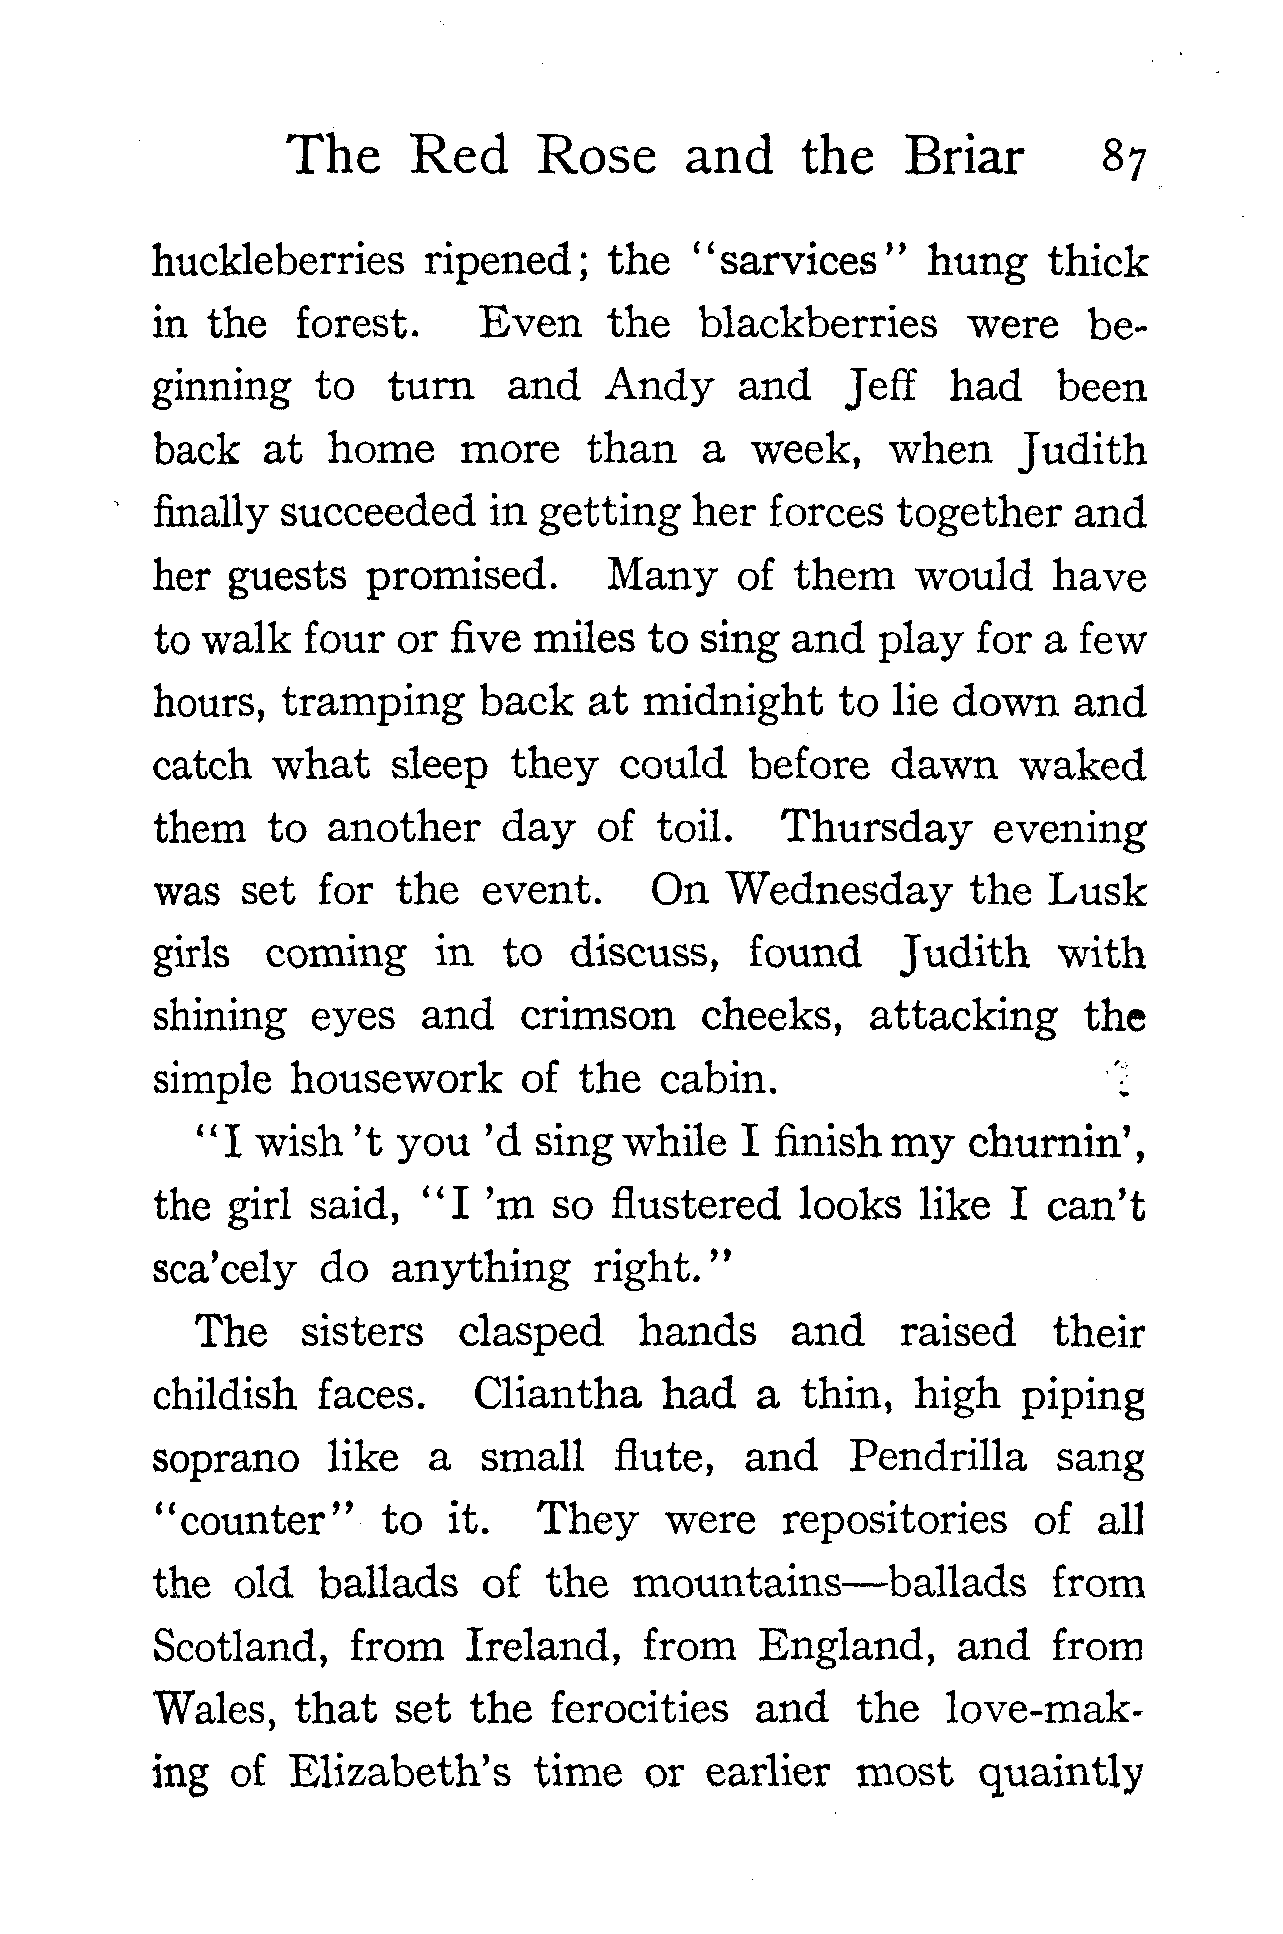 The Red Rose and the Briar 87
huckleberries ripened; the "sarvices" hung thick
in the forest. Even the blackberries were be-
ginning to turn and Andy and Jeff had been
back at home more than a week, when Judith
finally succeeded in getting her forces together and
her guests promised. Many of them would have
to walk four or five miles to sing and play for a few
hours, tramping back at midnight to lie down and
catch what sleep they could before dawn waked
them to another day of toil. Thursday evening
was set for the event. On Wednesday the Lusk
girls coming in to discuss, found Judith with
shining eyes and crimson cheeks, attacking the
simple housework of the cabin.
"I wish 't you 'd sing while I finish my churnin',
the girl said, "I 'm so flustered looks like I can't
sca'cely do anything right."
The sisters clasped hands and raised their
childish faces. Cliantha had a thin, high piping
soprano like a small flute, and Pendrilla sang
"counter" to it. They were repositories of all
the old ballads of the mountains—ballads from
Scotland, from Ireland, from England, and from
Wales, that set the ferocities and the love-mak-
ing of Elizabeth's time or earlier most quaintly